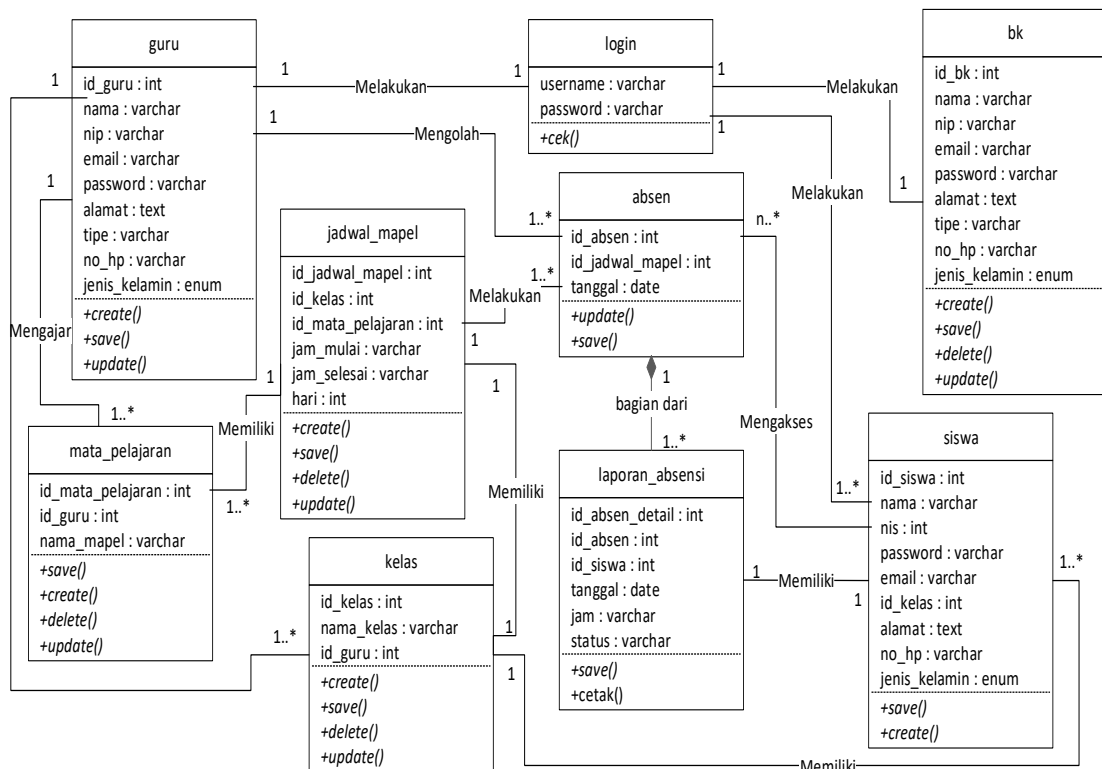 guru
id_guru : int
nama : varchar
nip : varchar
email : varchar
password : varchar
alamat : text
tipe : varchar
no_hp : varchar
jenis_kelamin : enum
+create()
+save()
+update()
login
username : varchar
password : varchar
+cek()
bk
id_bk : int
nama : varchar
nip : varchar
email : varchar
password : varchar
alamat : text
tipe : varchar
no_hp : varchar
jenis_kelamin : enum
+create()
+save()
+delete()
+update()
1
1
Melakukan
1
1
Melakukan
1
1
Mengolah
1..*
1
Melakukan
1..*
1
1
Mengajar
1..*
jadwal_mapel
id_jadwal_mapel : int
id_kelas : int
id_mata_pelajaran : int
jam_mulai : varchar
jam_selesai : varchar
hari : int
+create()
+save()
+delete()
+update()
absen
id_absen : int
id_jadwal_mapel : int
tanggal : date
+update()
+save()
n..*
Mengakses
1..*
Melakukan
1
1
Memiliki
1
1
Memiliki
1..*
1
bagian dari
1..*
mata_pelajaran
id_mata_pelajaran : int
id_guru : int
nama_mapel : varchar
+save()
+create()
+delete()
+update()
laporan_absensi
id_absen_detail : int
id_absen : int
id_siswa : int
tanggal : date
jam : varchar
status : varchar
+save()
+cetak()
siswa
id_siswa : int
nama : varchar
nis : int
password : varchar
email : varchar
id_kelas : int
alamat : text
no_hp : varchar
jenis_kelamin : enum
+save()
+create()
1
Memiliki
1
kelas
id_kelas : int
nama_kelas : varchar
id_guru : int
+create()
+save()
+delete()
+update()
1..*
1
1..*
Memiliki